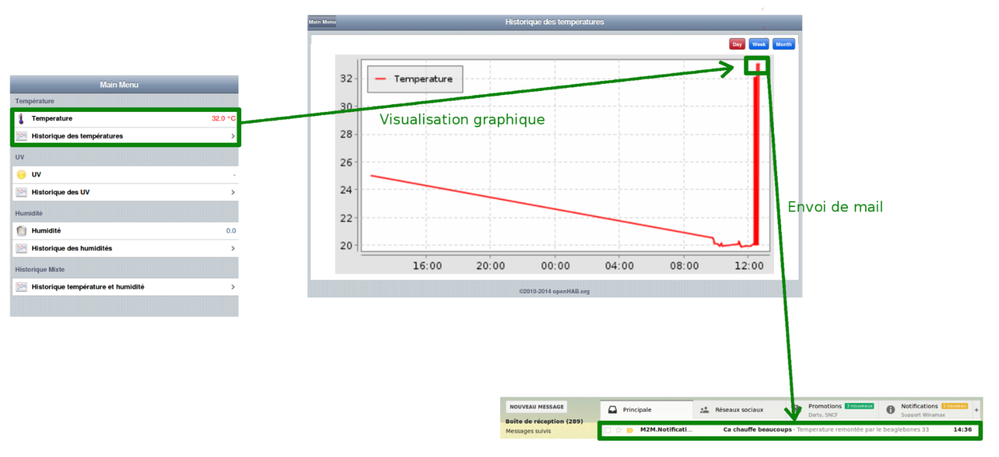 Main Menu
Température
Temperature 32.0 °C
Historique des températures
UV
UV -
Historique des UV
Humidité
Humidité 0.0
Historique des humidités
Historique Mixte
Historique température et humidité
Main Menu
Historique des températures
Day Week Month
Temperature
32
30
28
26
24
22
20
16:00 20:00 00:00 04:00 08:00 12:00
©2010-2014 openHAB.org
Visualisation graphique
Envoi de mail
NOUVEAU MESSAGE
Boîte de réception (289)
Messages suivis
Principale
Réseaux sociaux
Promotions 3 nouveaux
Darty, SNCF
Notifications 1 nouveau
Support Winamax
+
M2M.Notificati... Ca chauffe beaucoups - Temperature remontée par le beaglebones 33 14:36